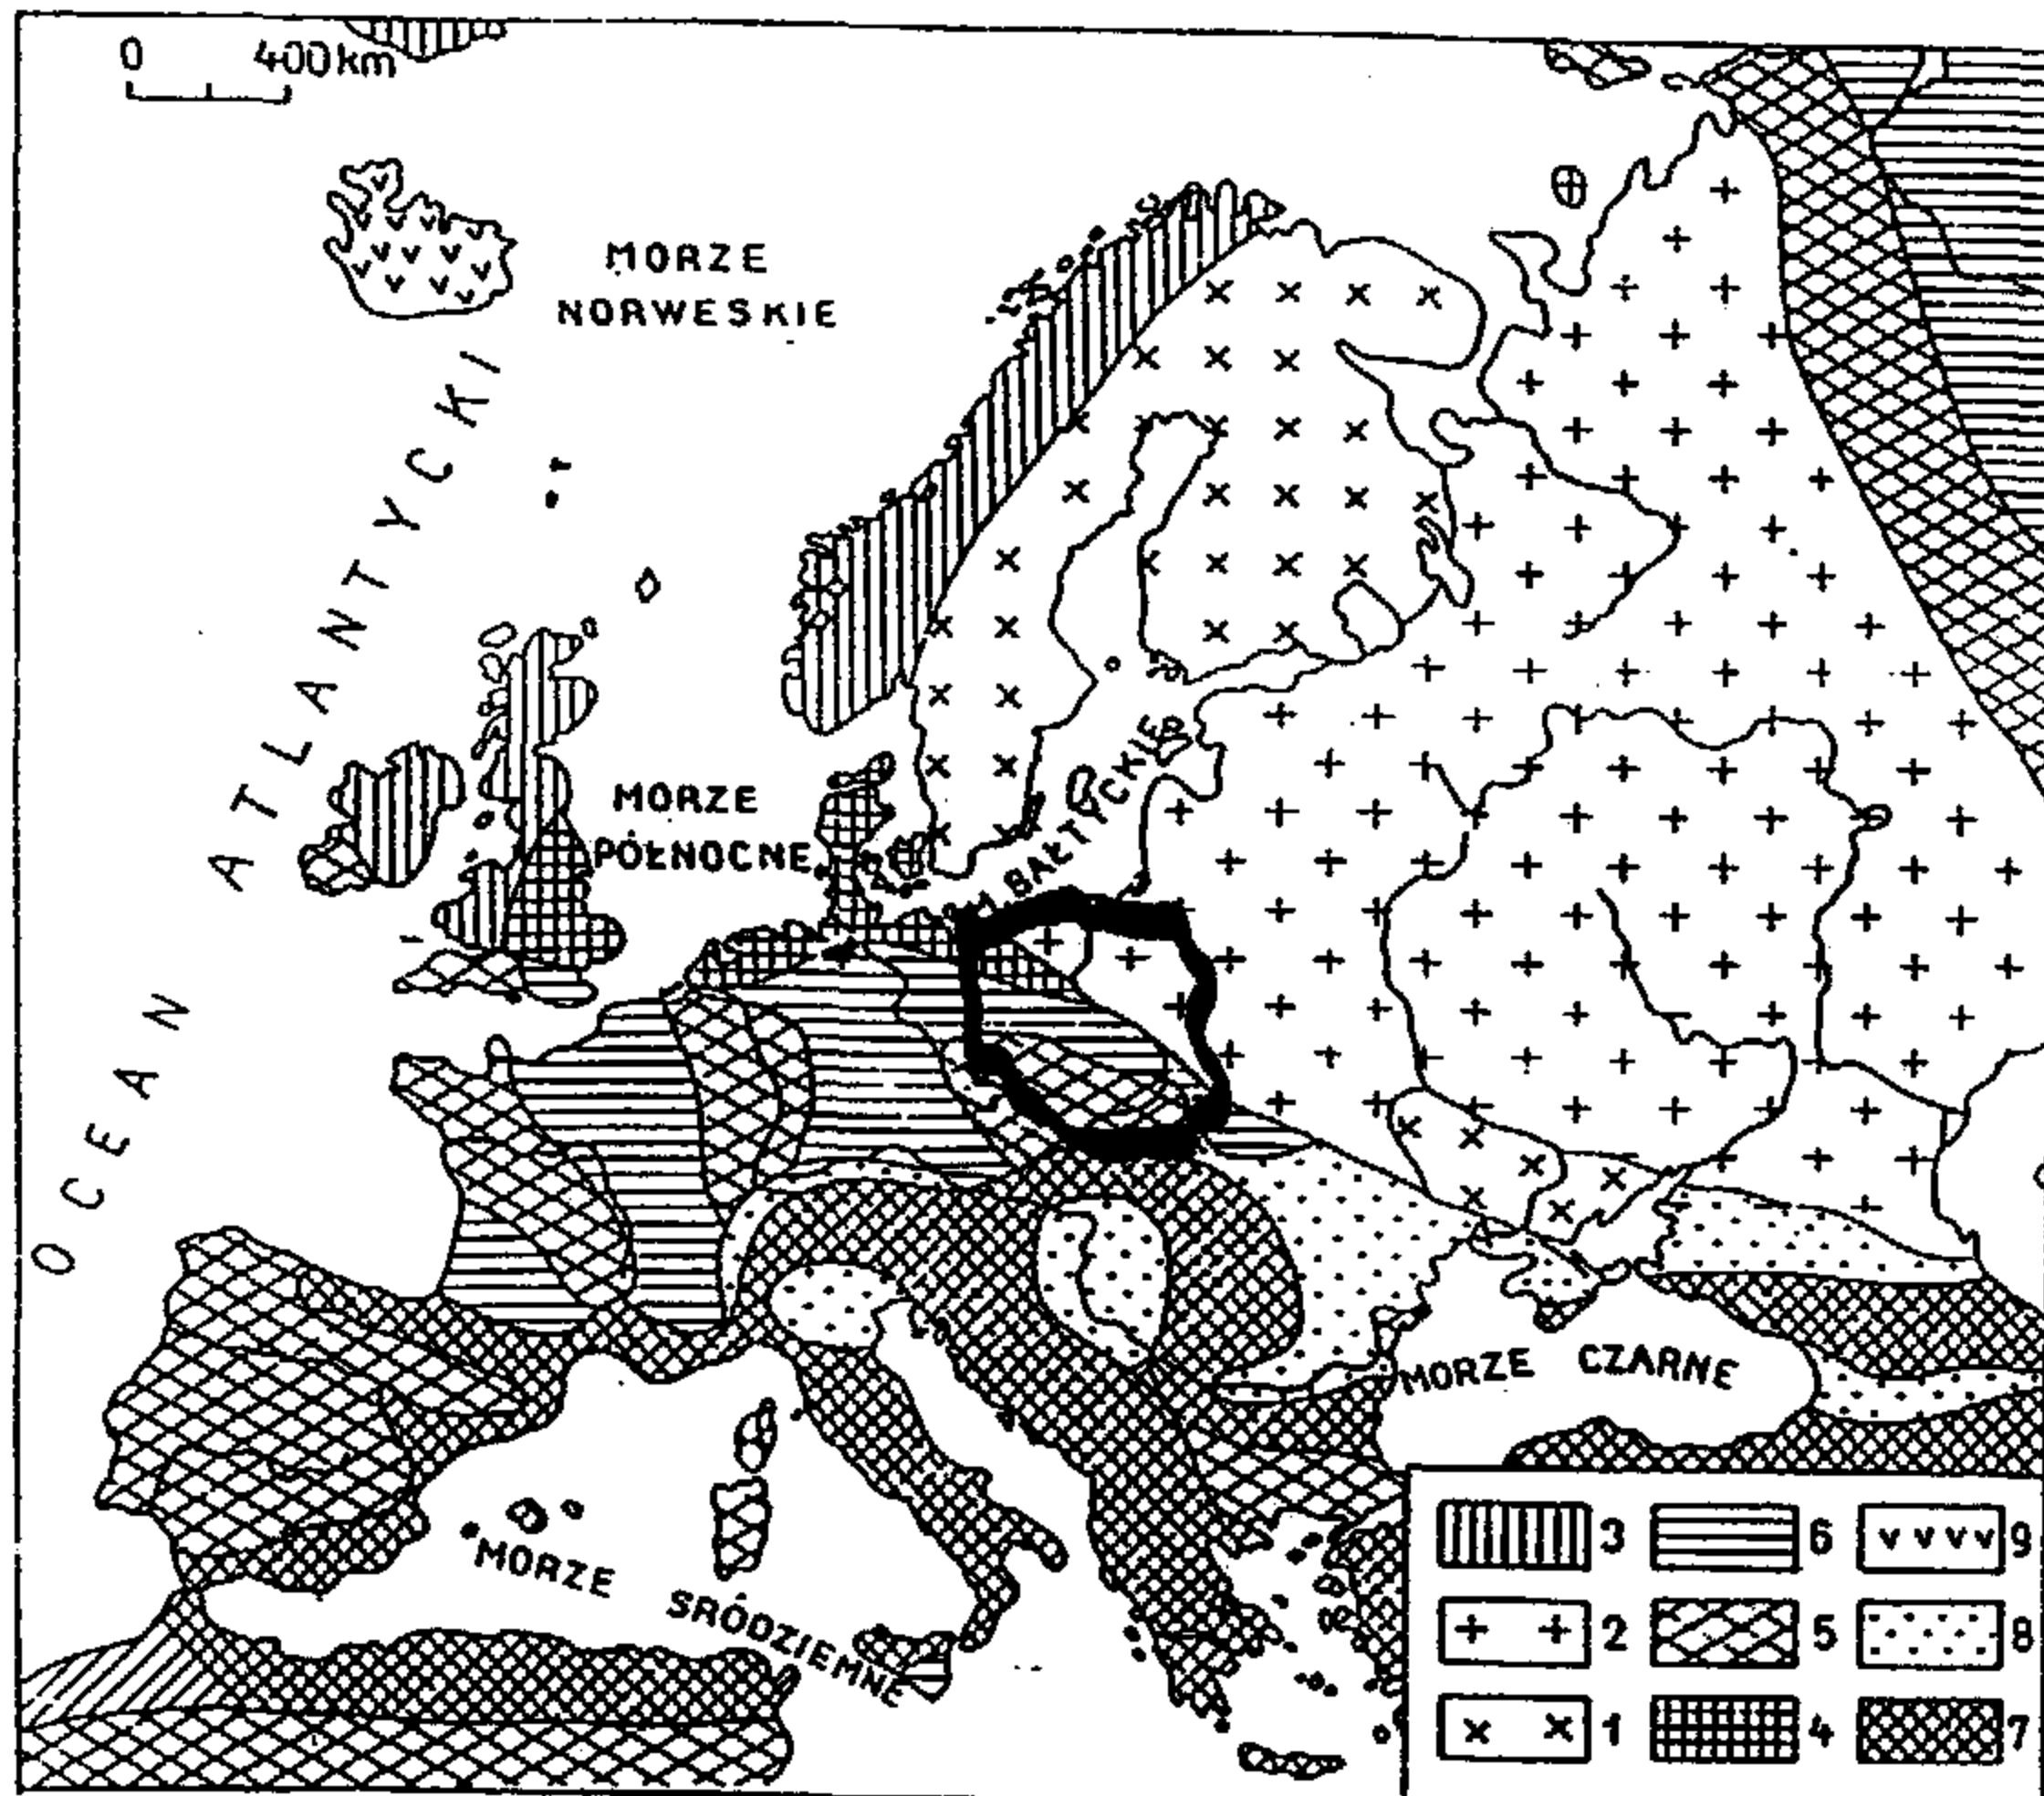 0 400km
MORZE
NORWESKIE
OCEAN ATLANTYCKI
MORZE
PÓŁNOCNE
M BAŁTYCKIE
MORZE CZARNE
MORZE SRÓDZIEMNE
3 6 9
2 5 8
1 4 7